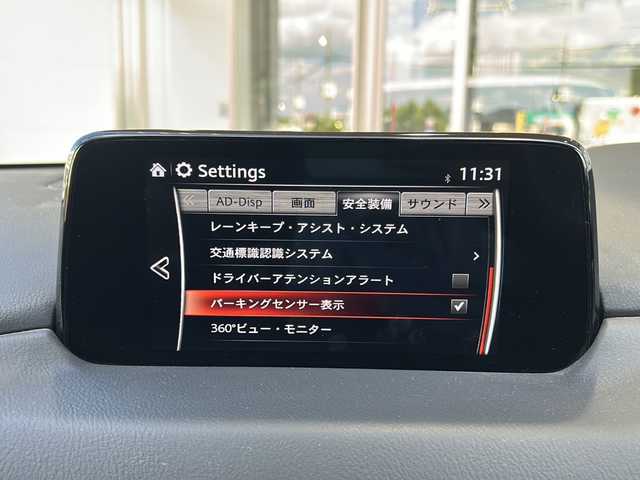 Settings 11:31
AD-Disp 画面 安全装備 サウンド
レーンキープ・アシスト・システム
交通標識認識システム
ドライバーアテンションアラート
パーキングセンサー表示
360°ビュー・モニター